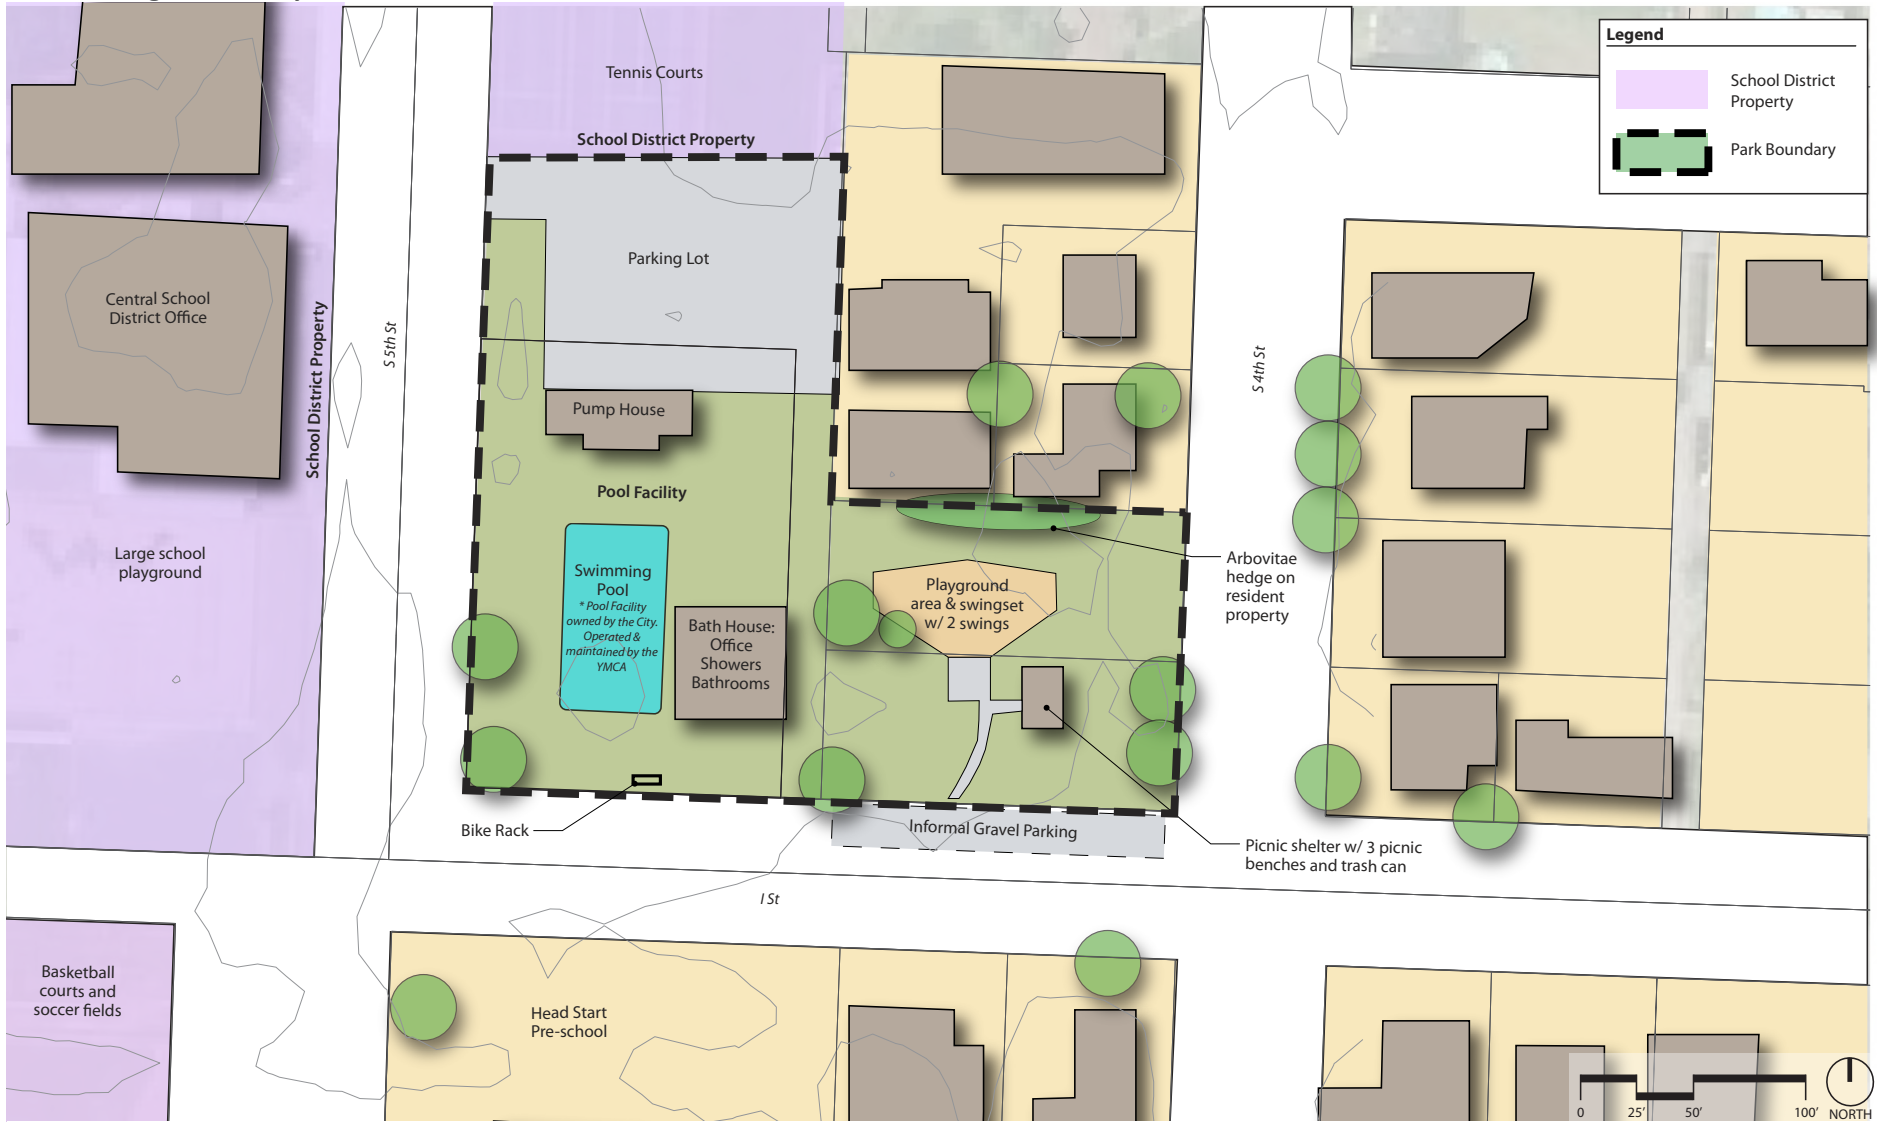 Legend
School District
Property
Park Boundary
Tennis Courts
School District Property
Parking Lot
Central School
District Office
School District Property
S 5th St
S 4th St
Pump House
Pool Facility
Swimming
Pool
* Pool Facility
owned by the City.
Operated &
maintained by the
YMCA
Bath House:
Office
Showers
Bathrooms
Playground
area & swingset
w/ 2 swings
Arbovitae
hedge on
resident
property
Large school
playground
Bike Rack
Informal Gravel Parking
Picnic shelter w/ 3 picnic
benches and trash can
I St
Basketball
courts and
soccer fields
Head Start
Pre-school
0 25' 50' 100'
NORTH